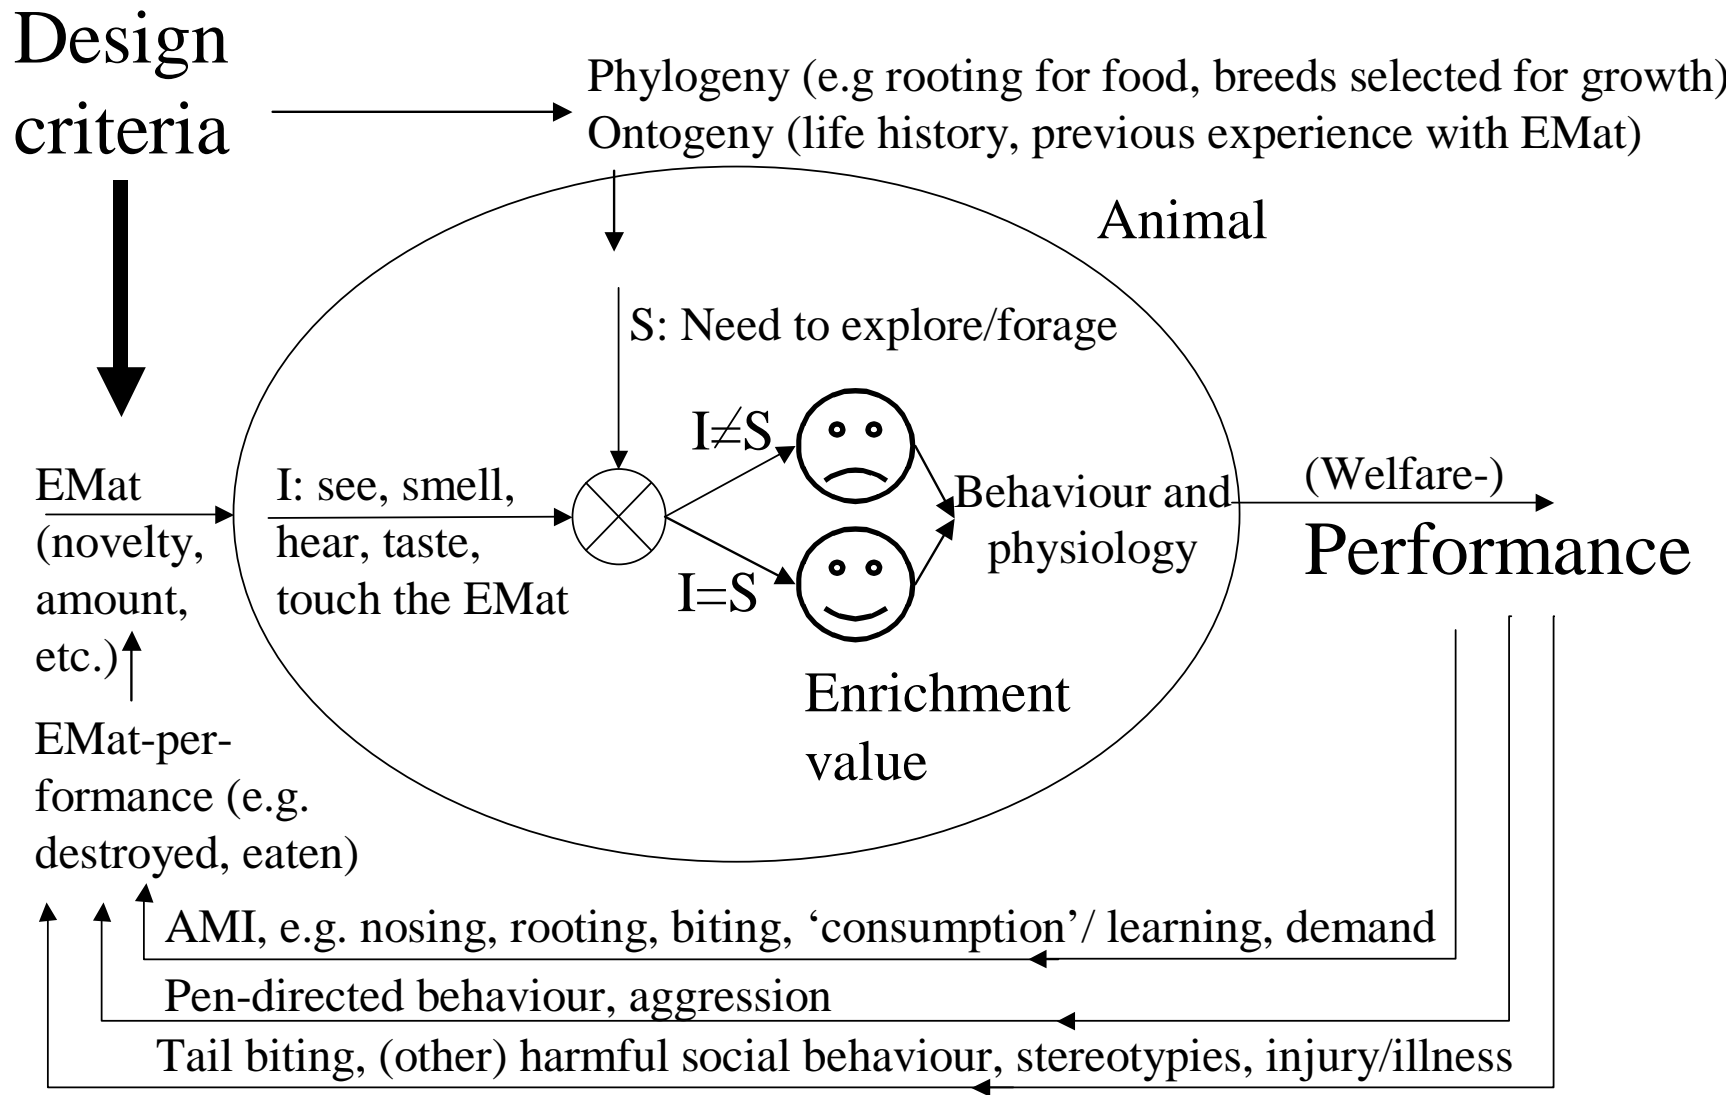 Design
criteria
Phylogeny (e.g rooting for food, breeds selected for growth)
Ontogeny (life history, previous experience with EMat)
Animal
S: Need to explore/forage
I≠S
I=S
EMat
(novelty,
amount,
etc.)
I: see, smell,
hear, taste,
touch the EMat
Behaviour and
physiology
(Welfare-)
Performance
Enrichment
value
EMat-per-
formance (e.g.
destroyed, eaten)
AMI, e.g. nosing, rooting, biting, ‘consumption’/ learning, demand
Pen-directed behaviour, aggression
Tail biting, (other) harmful social behaviour, stereotypies, injury/illness